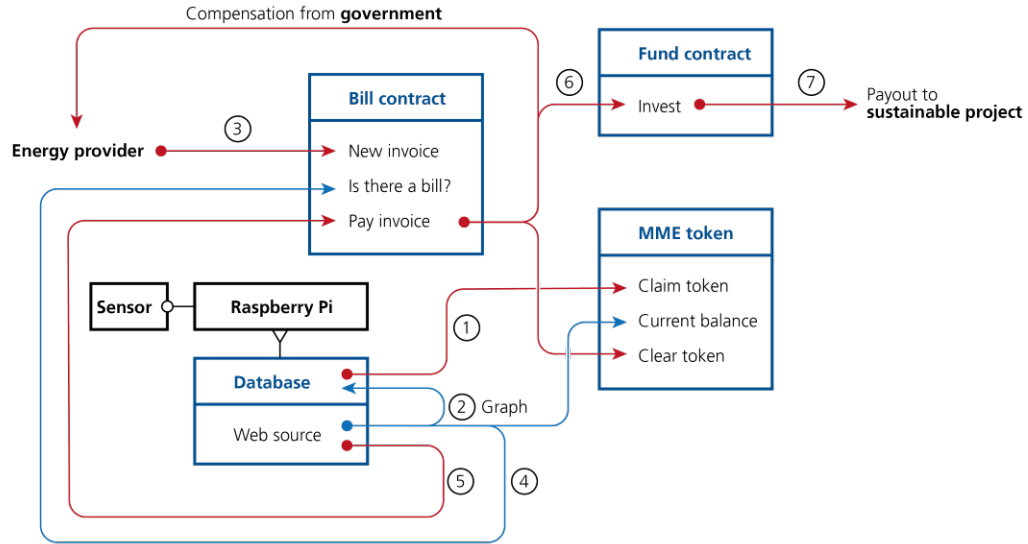 Compensation from government
Fund contract
6
7
Invest
Payout to
sustainable project
Bill contract
3
Energy provider
New invoice
Is there a bill?
Pay invoice
MME token
Claim token
Current balance
Clear token
Sensor
Raspberry Pi
1
Database
2 Graph
Web source
5
4